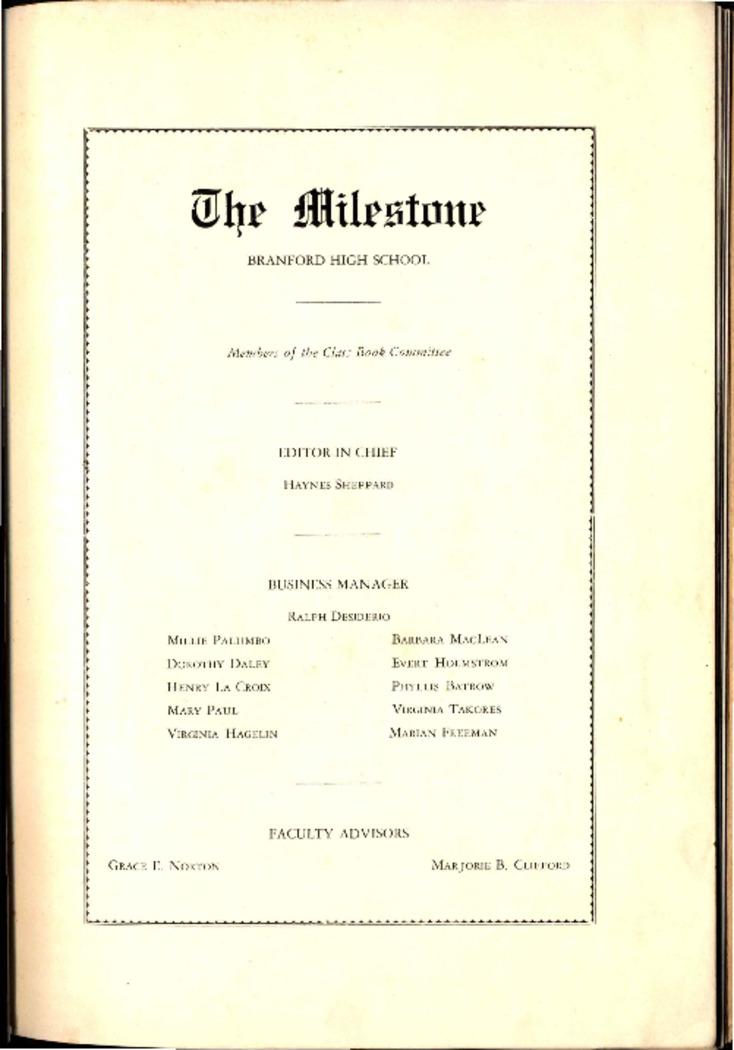 The Milestone
BRANFORD HIGH SCHOOL
Members of the Class Book Committee
EDITOR IN CHIEF
HAYNES SHEPPARD
BUSINESS MANAGER
RALPH DESIDERIO
MILLIE PALUMBO BARBARA MACLEAN
DOROTHY DALEY EVERT HOLMSTROM
HENRY LA CROIX PHYLLIS BATROW
MARY PAUL VIRGINIA TAKORES
VIRGINIA HAGELIN MARIAN FREEMAN
FACULTY ADVISORS
GRACE E. NORTON MARJORIE B. CLIFFORD